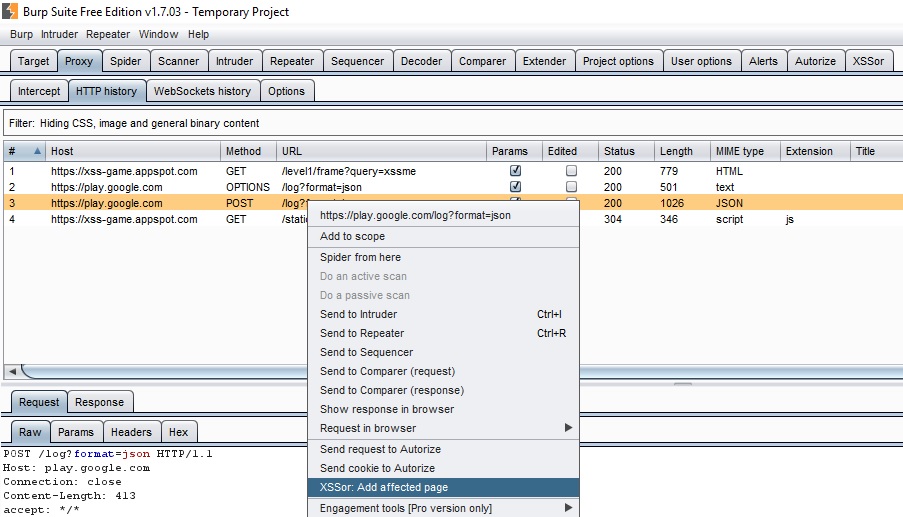 Burp Suite Free Edition v1.7.03 - Temporary Project
Burp Intruder Repeater Window Help
Target Proxy Spider Scanner Intruder Repeater Sequencer Decoder Comparer Extender Project options User options Alerts Autorize XSSor
Intercept HTTP history WebSockets history Options
Filter: Hiding CSS, image and general binary content
# Host Method URL Params Edited Status Length MIME type Extension Title
1 https://xss-game.appspot.com GET /level1/frame?query=xssme 200 779 HTML
2 https://play.google.com OPTIONS /log?format=json 200 501 text
3 https://play.google.com POST /log? 200 1026 JSON
4 https://xss-game.appspot.com GET /stati 304 346 script js
https://play.google.com/log?format=json
Add to scope
Spider from here
Do an active scan
Do a passive scan
Send to Intruder Ctrl+I
Send to Repeater Ctrl+R
Send to Sequencer
Send to Comparer (request)
Send to Comparer (response)
Show response in browser
Request in browser
Send request to Autorize
Send cookie to Autorize
XSSor: Add affected page
Engagement tools [Pro version only]
Request Response
Raw Params Headers Hex
POST /log?format=json HTTP/1.1
Host: play.google.com
Connection: close
Content-Length: 413
accept: */*